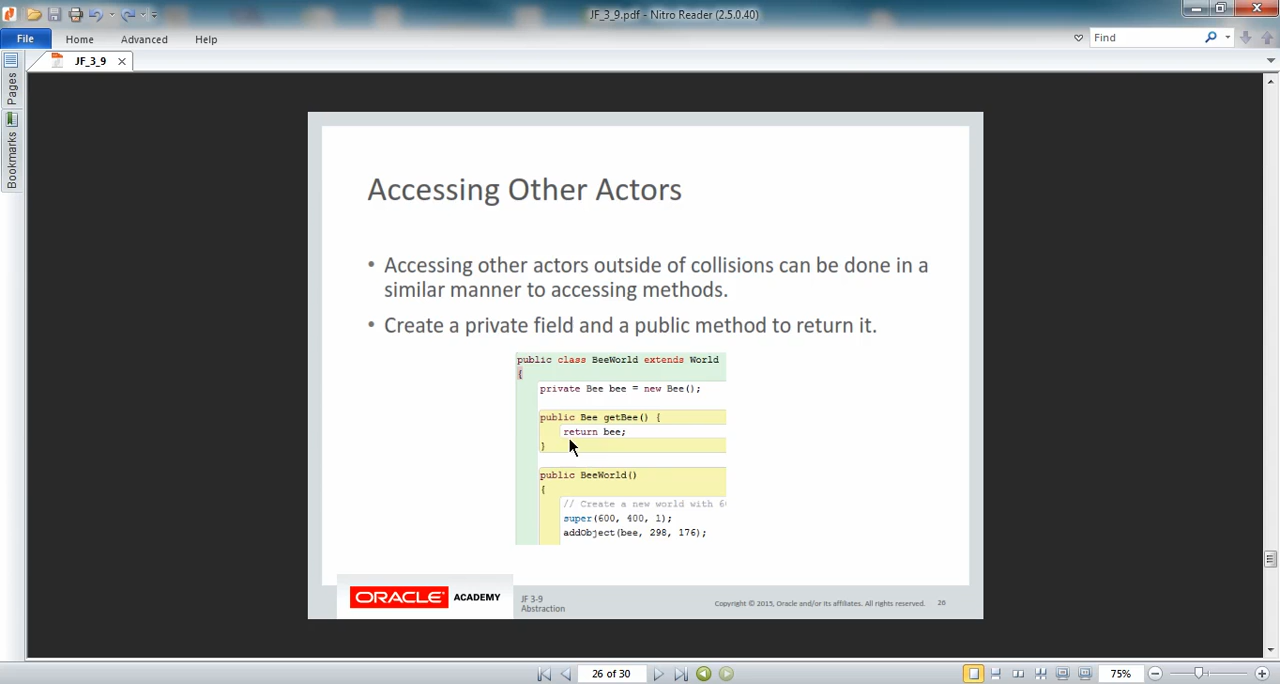 JF_3_9.pdf - Nitro Reader (2.5.0.40)
File Home Advanced Help
Find
JF_3_9
Pages
Bookmarks
Accessing Other Actors
• Accessing other actors outside of collisions can be done in a
similar manner to accessing methods.
• Create a private field and a public method to return it.
public class BeeWorld extends World
{
private Bee bee = new Bee();
public Bee getBee() {
return bee;
}
public BeeWorld()
{
// Create a new world with 6
super(600, 400, 1);
addObject(bee, 298, 176);
ORACLE ACADEMY
JF 3-9
Abstraction
Copyright © 2015, Oracle and/or its affiliates. All rights reserved. 26
26 of 30
75%